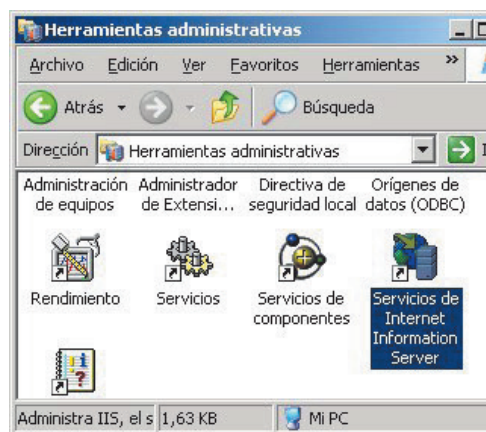 Herramientas administrativas
Archivo Edición Ver Favoritos Herramientas »
Atrás Búsqueda
Dirección Herramientas administrativas
Administración de equipos
Administrador de Extensi...
Directiva de seguridad local
Orígenes de datos (ODBC)
Rendimiento
Servicios
Servicios de componentes
Servicios de Internet Information Server
Administra IIS, el s 1,63 KB Mi PC